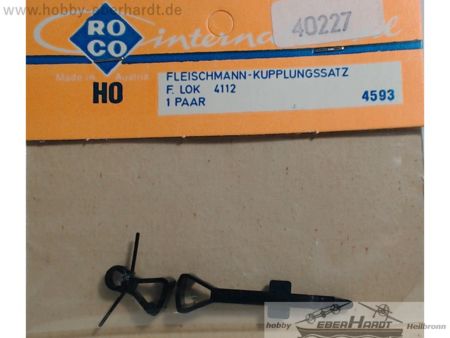 www.hobby-eberhardt.de
40227
RO
CO
international
Made in Austria
HO
FLEISCHMANN-KUPPLUNGSSATZ
F. LOK 4112
1 PAAR
4593
hobby EBERHARDT Heilbronn